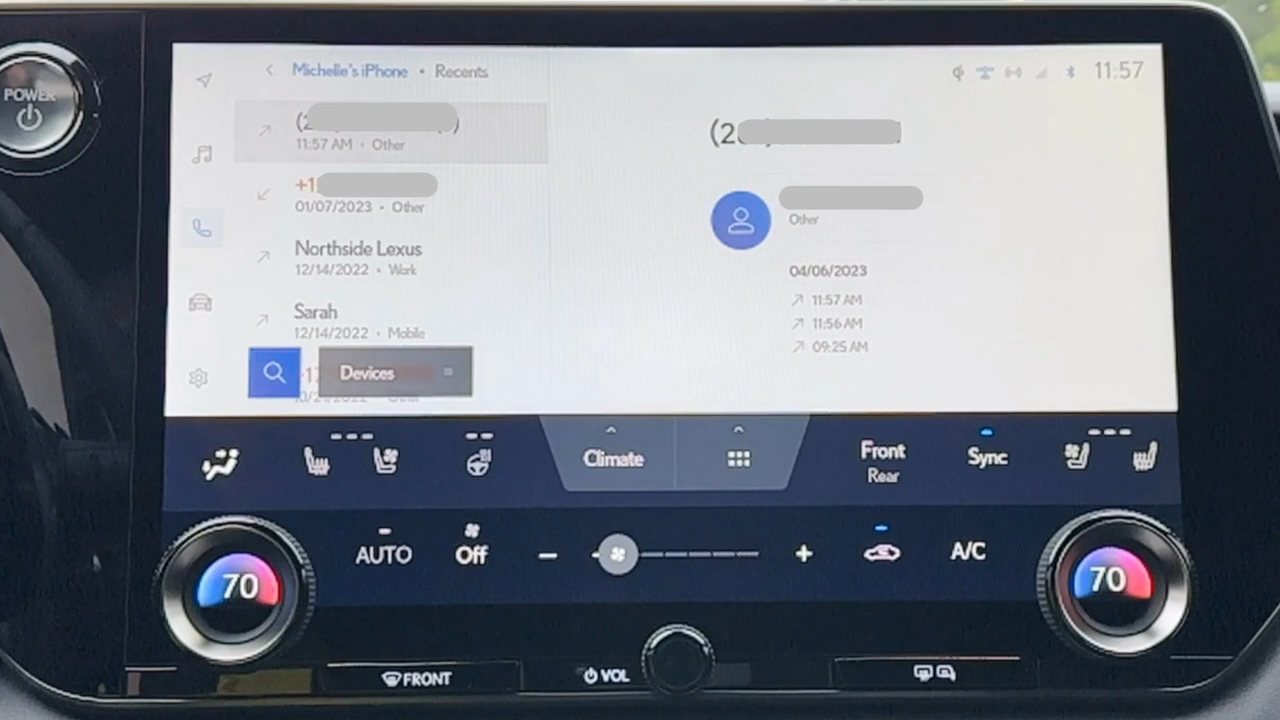 POWER
Michelle's iPhone • Recents
11:57
(2
11:57 AM • Other
+1
01/07/2023 • Other
Northside Lexus
12/14/2022 • Work
Sarah
12/14/2022 • Mobile
Devices
Other
04/06/2023
11:57 AM
11:56 AM
09:25 AM
Climate
Front
Rear
Sync
70
AUTO
Off
A/C
70
FRONT
VOL